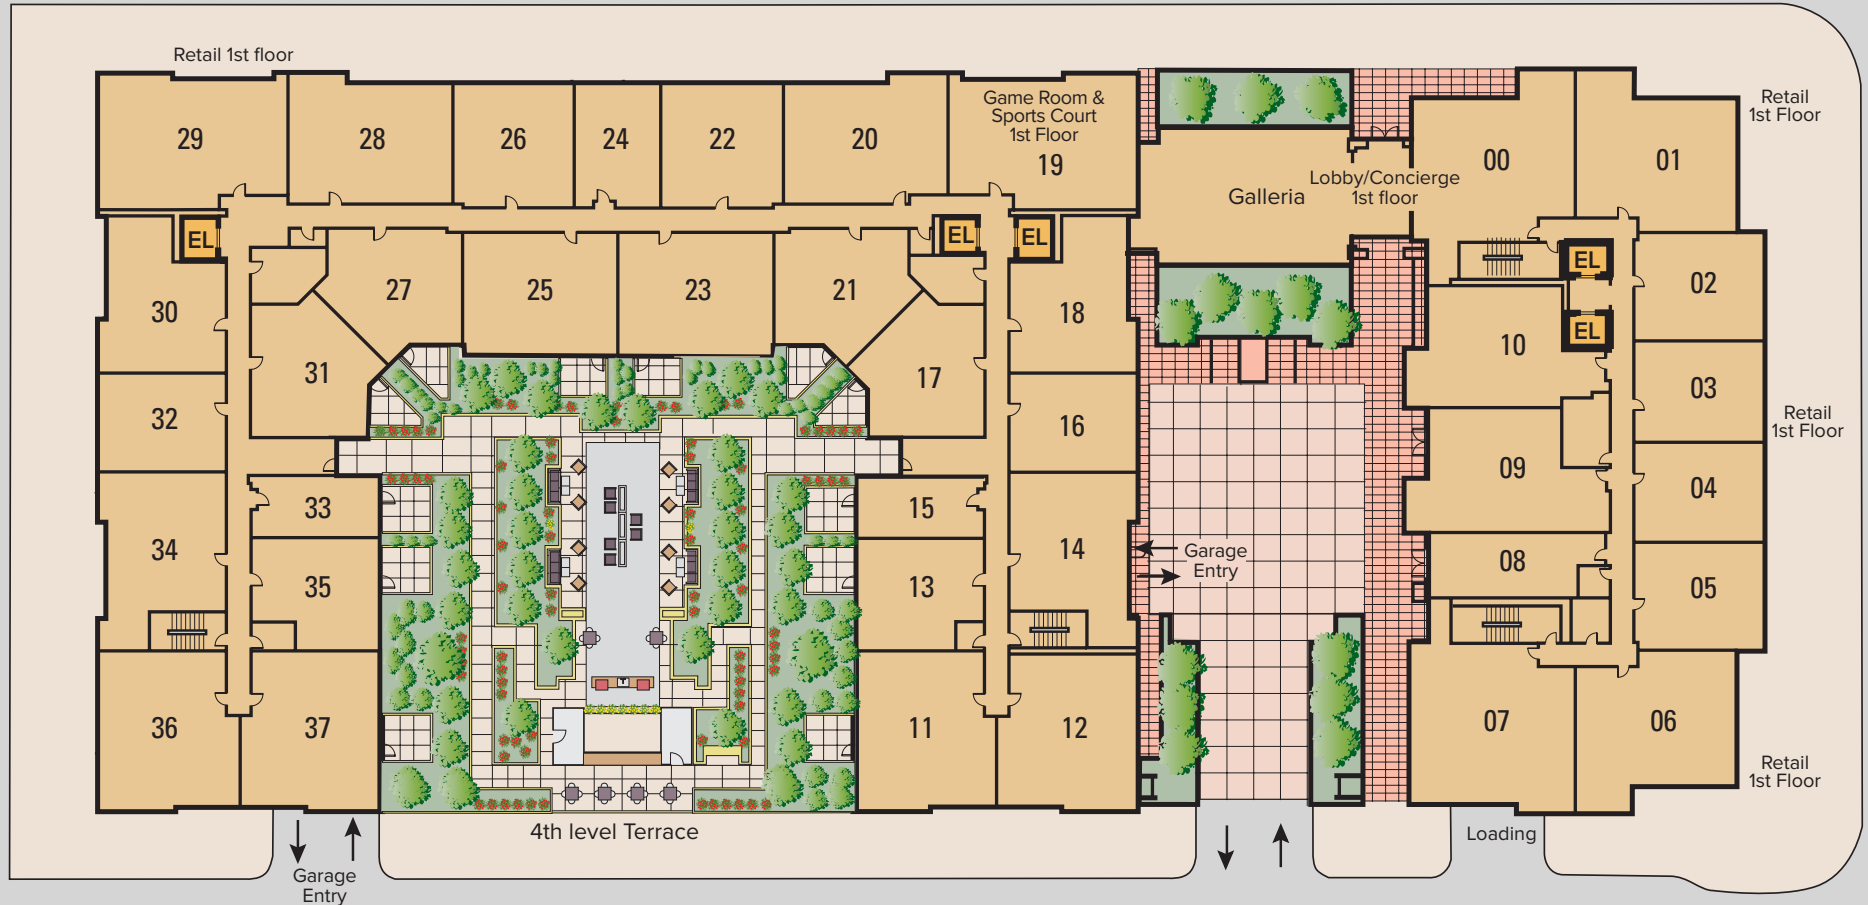 Retail 1st floor
29
28
26
24
22
20
Game Room &
Sports Court
1st Floor
19
Galleria
Lobby/Concierge
1st floor
00
01
Retail
1st Floor
EL
EL
EL
EL
30
27
25
23
21
18
02
EL
10
31
17
32
16
03
Retail
1st Floor
09
04
33
15
34
14
Garage
Entry
08
35
13
05
36
37
11
12
07
06
Retail
1st Floor
4th level Terrace
Loading
Garage
Entry